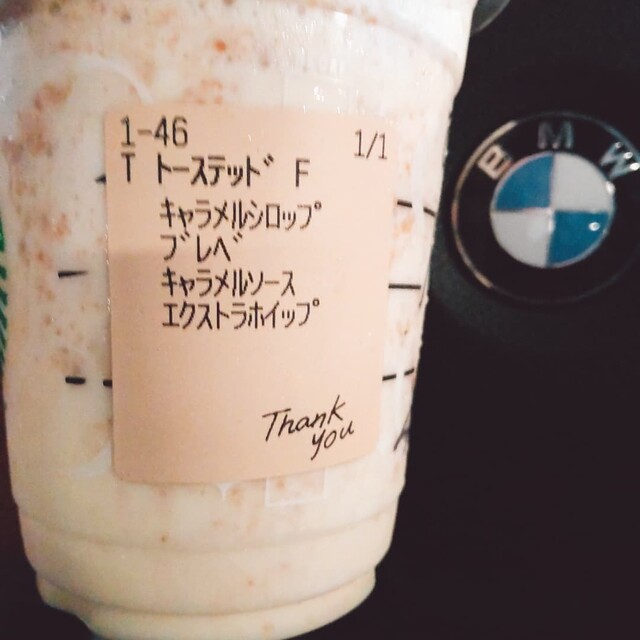 1-46 1/1
T トーステッド F
キャラメルシロップ
ブレベ
キャラメルソース
エクストラホイップ
Thank
you
BMW